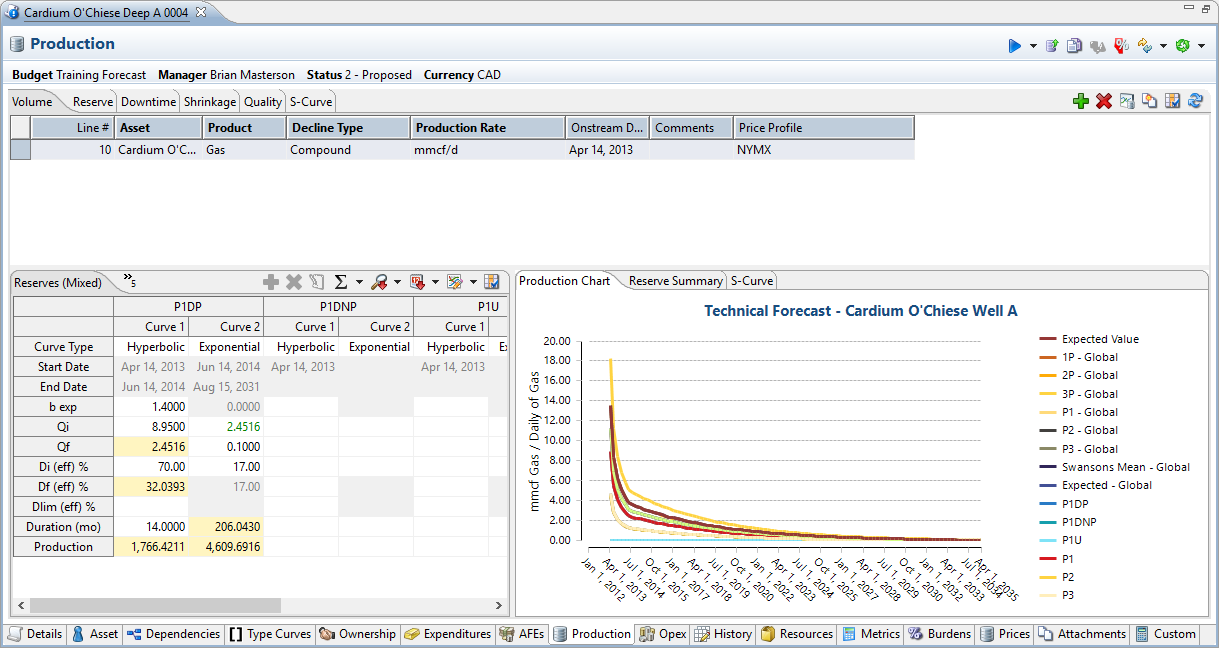 Cardium O'Chiese Deep A 0004
Production
Budget Training Forecast Manager Brian Masterson Status 2 - Proposed Currency CAD
Volume Reserve Downtime Shrinkage Quality S-Curve
Line # Asset Product Decline Type Production Rate Onstream D... Comments Price Profile
10 Cardium O'C... Gas Compound mmcf/d Apr 14, 2013 NYMX
Reserves (Mixed) »5
P1DP P1DNP P1U
Curve 1 Curve 2 Curve 1 Curve 2 Curve 1
Curve Type Hyperbolic Exponential Hyperbolic Exponential Hyperbolic
Start Date Apr 14, 2013 Jun 14, 2014 Apr 14, 2013 Apr 14, 2013
End Date Jun 14, 2014 Aug 15, 2031
b exp 1.4000 0.0000
Qi 8.9500 2.4516
Qf 2.4516 0.1000
Di (eff) % 70.00 17.00
Df (eff) % 32.0393 17.00
Dlim (eff) %
Duration (mo) 14.0000 206.0430
Production 1,766.4211 4,609.6916
Production Chart Reserve Summary S-Curve
Technical Forecast - Cardium O'Chiese Well A
mmcf Gas / Daily of Gas
20.00
18.00
16.00
14.00
12.00
10.00
8.00
6.00
4.00
2.00
0.00
Jan 1, 2012
Apr 1, 2013
Jul 1, 2014
Oct 1, 2015
Jan 1, 2017
Apr 1, 2018
Jul 1, 2019
Oct 1, 2020
Jan 1, 2022
Apr 1, 2023
Jul 1, 2024
Oct 1, 2025
Jan 1, 2027
Apr 1, 2028
Jul 1, 2029
Oct 1, 2030
Jan 1, 2032
Apr 1, 2033
Jul 1, 2034
Apr 1, 2035
Expected Value
1P - Global
2P - Global
3P - Global
P1 - Global
P2 - Global
P3 - Global
Swansons Mean - Global
Expected - Global
P1DP
P1DNP
P1U
P1
P2
P3
Details Asset Dependencies Type Curves Ownership Expenditures AFEs Production Opex History Resources Metrics Burdens Prices Attachments Custom